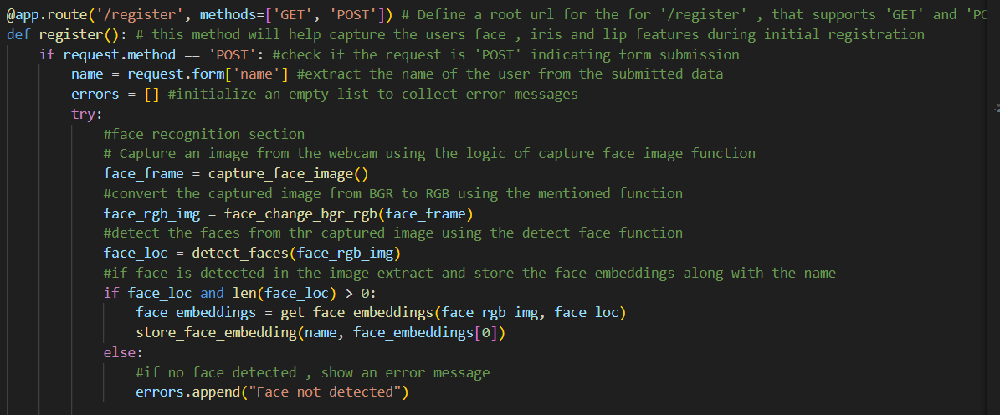 @app.route('/register', methods=['GET', 'POST']) # Define a root url for the for '/register' , that supports 'GET' and
def register(): # this method will help capture the users face , iris and lip features during initial registration
    if request.method == 'POST': #check if the request is 'POST' indicating form submission
        name = request.form['name'] #extract the name of the user from the submitted data
        errors = [] #initialize an empty list to collect error messages
        try:
            #face recognition section
            # Capture an image from the webcam using the logic of capture_face_image function
            face_frame = capture_face_image()
            #convert the captured image from BGR to RGB using the mentioned function
            face_rgb_img = face_change_bgr_rgb(face_frame)
            #detect the faces from thr captured image using the detect face function
            face_loc = detect_faces(face_rgb_img)
            #if face is detected in the image extract and store the face embeddings along with the name
            if face_loc and len(face_loc) > 0:
                face_embeddings = get_face_embeddings(face_rgb_img, face_loc)
                store_face_embedding(name, face_embeddings[0])
            else:
                #if no face detected , show an error message
                errors.append("Face not detected")